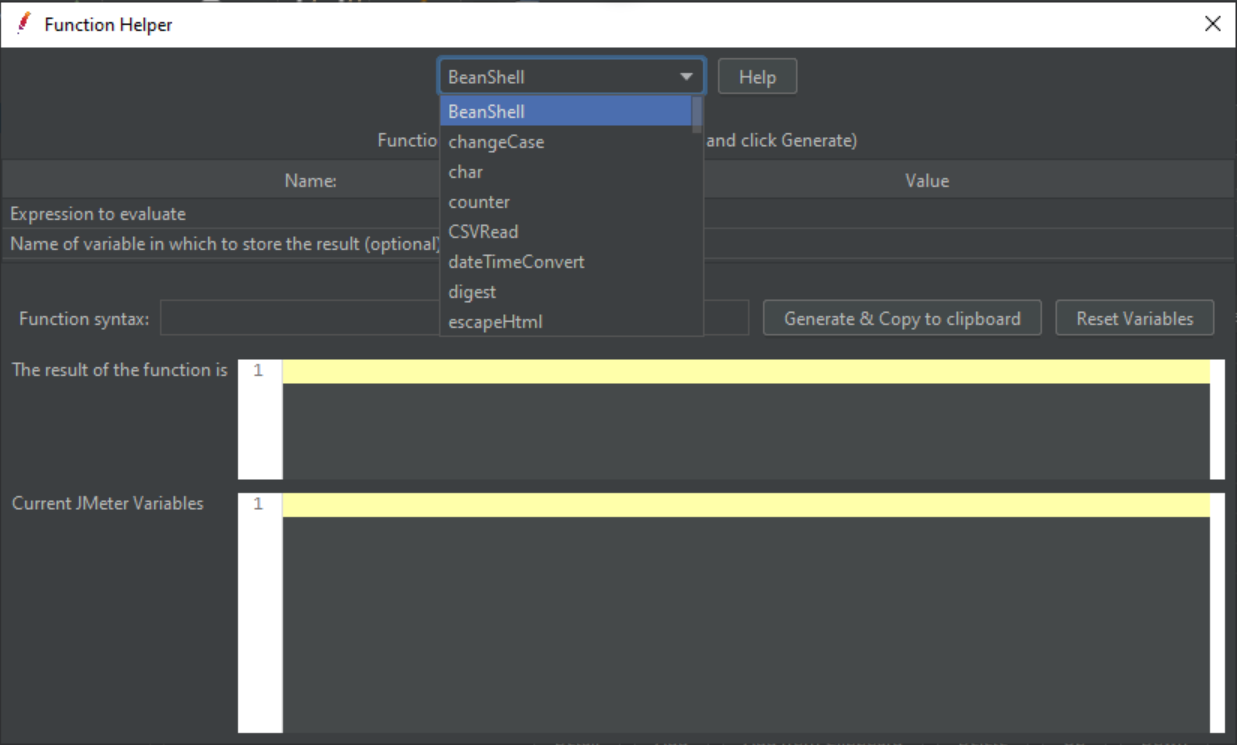 Function Helper
BeanShell
Help
BeanShell
changeCase
char
counter
CSVRead
dateTimeConvert
digest
escapeHtml
and click Generate)
Name:
Value
Expression to evaluate
Name of variable in which to store the result (optional)
Function syntax:
Generate & Copy to clipboard
Reset Variables
The result of the function is
1
Current JMeter Variables
1